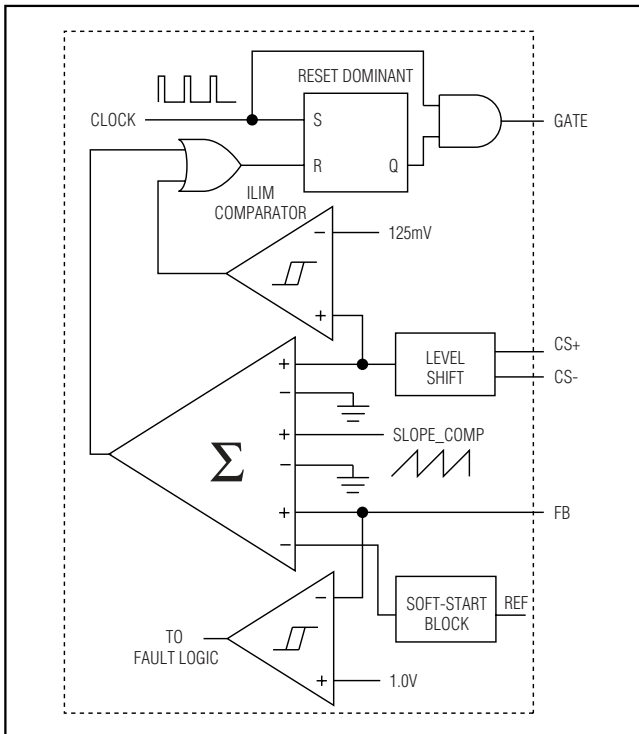 RESET DOMINANT
CLOCK
S
GATE
R
Q
ILIM
COMPARATOR
−
125mV
+
+
LEVEL
SHIFT
CS+
CS-
−
+
SLOPE_COMP
Σ
−
+
FB
−
−
SOFT-START
BLOCK
REF
TO
FAULT LOGIC
+
1.0V